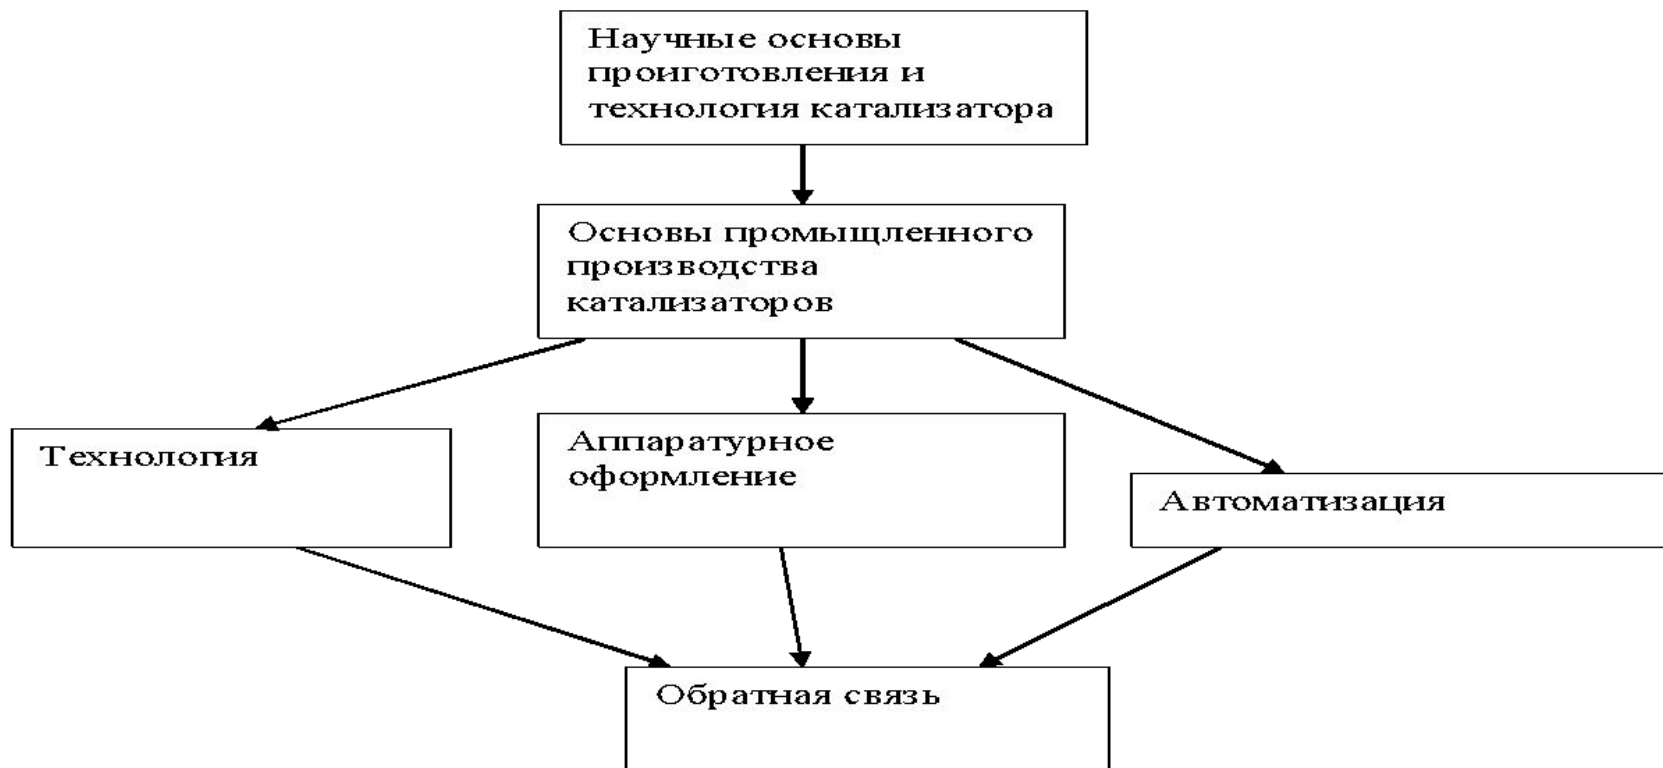 Научные основы
проиготовления и
технология катализатора
Основы промыщленного
производства
катализаторов
Технология
Аппаратурное
оформление
Автоматизация
Обратная связь